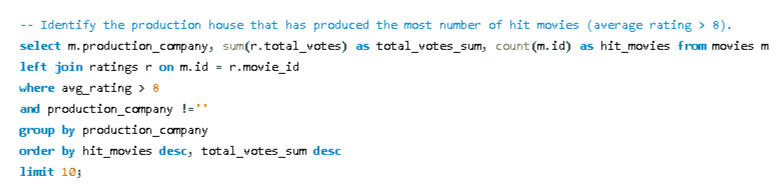 -- Identify the production house that has produced the most number of hit movies (average rating > 8).
select m.production_company, sum(r.total_votes) as total_votes_sum, count(m.id) as hit_movies from movies m
left join ratings r on m.id = r.movie_id
where avg_rating > 8
and production_company !=''
group by production_company
order by hit_movies desc, total_votes_sum desc
limit 10;